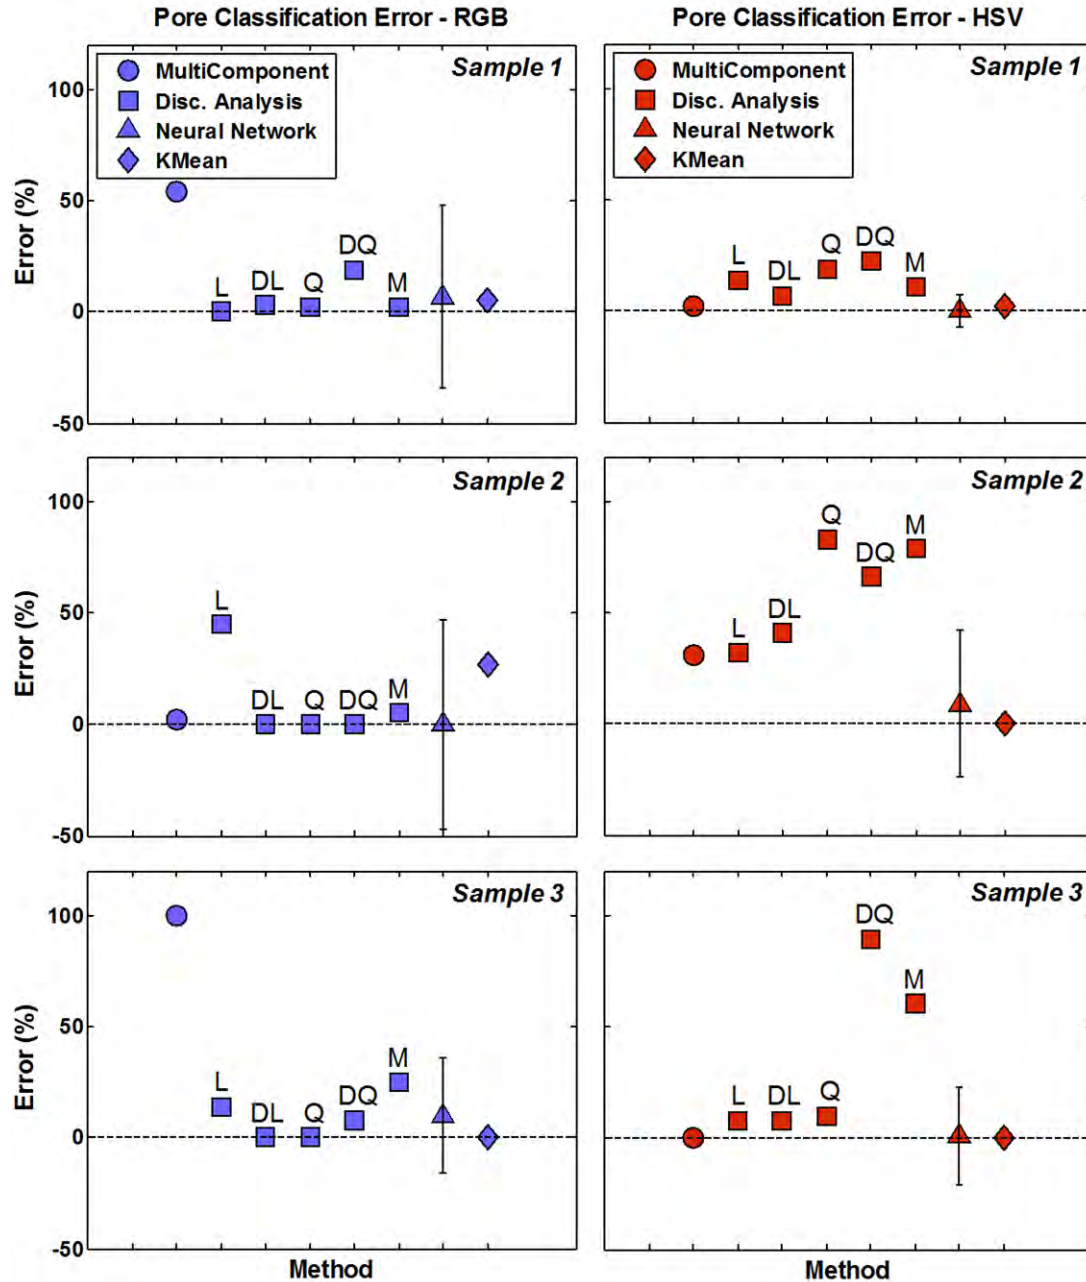 Pore Classification Error - RGB
MultiComponent
Disc. Analysis
Neural Network
KMean
Sample 1
100
50
0
-50
Error (%)
L
DL
Q
DQ
M
Pore Classification Error - HSV
MultiComponent
Disc. Analysis
Neural Network
KMean
Sample 1
L
DL
Q
DQ
M
Sample 2
100
50
0
-50
Error (%)
L
DL
Q
DQ
M
Sample 2
L
DL
Q
DQ
M
Sample 3
100
50
0
-50
Error (%)
L
DL
Q
DQ
M
Method
Sample 3
L
DL
Q
DQ
M
Method